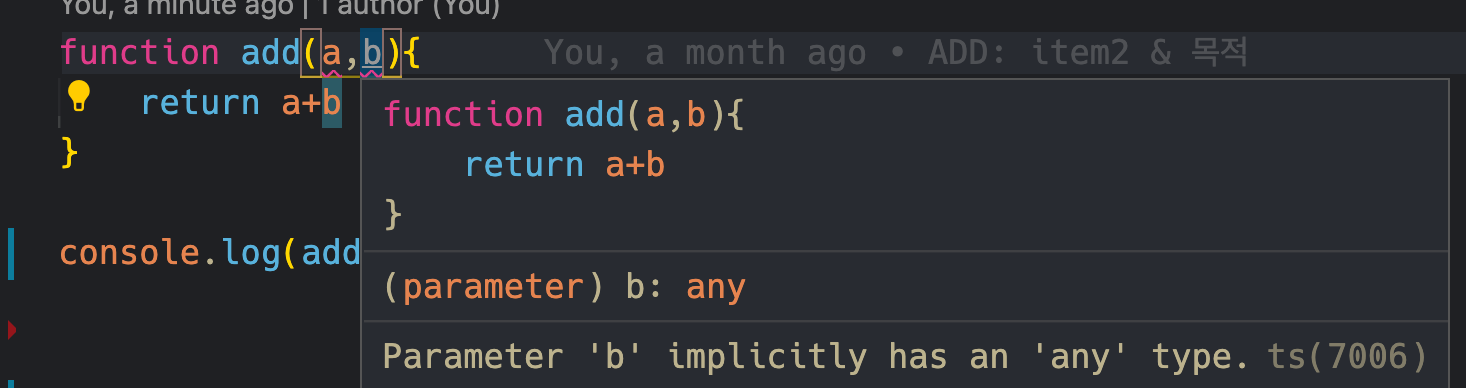 You, a minute ago | 1 author (You)
function add(a,b){ You, a month ago • ADD: item2 & 목적
return a+b
}
console.log(add
function add(a,b){
return a+b
}
(parameter) b: any
Parameter 'b' implicitly has an 'any' type. ts(7006)